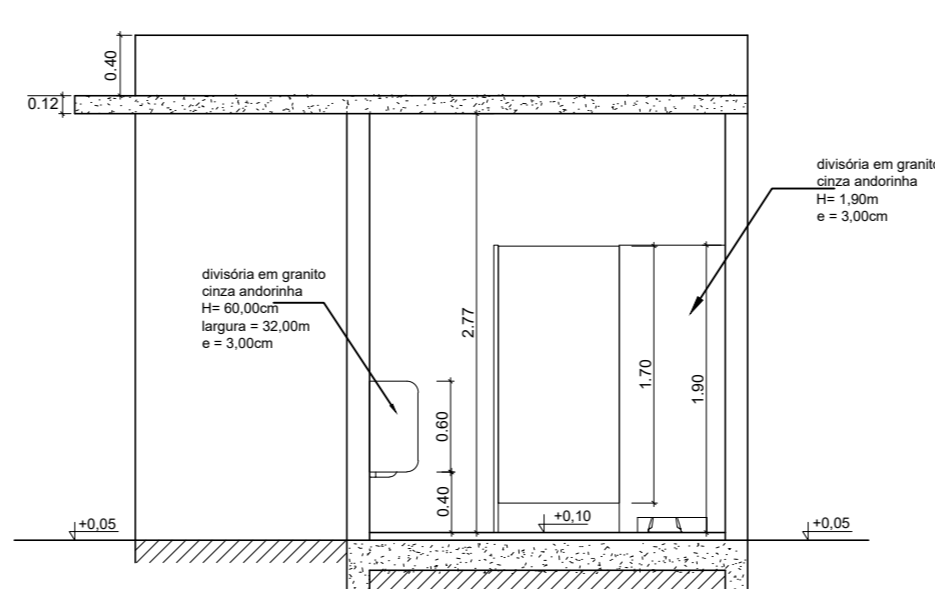 0.40
0.12
divisória em granito
cinza andorinha
H= 1,90m
e = 3,00cm
divisória em granito
cinza andorinha
H= 60,00cm
largura = 32,00m
e = 3,00cm
2.77
1.70
1.90
0.60
0.40
+0,05
+0,10
+0,05